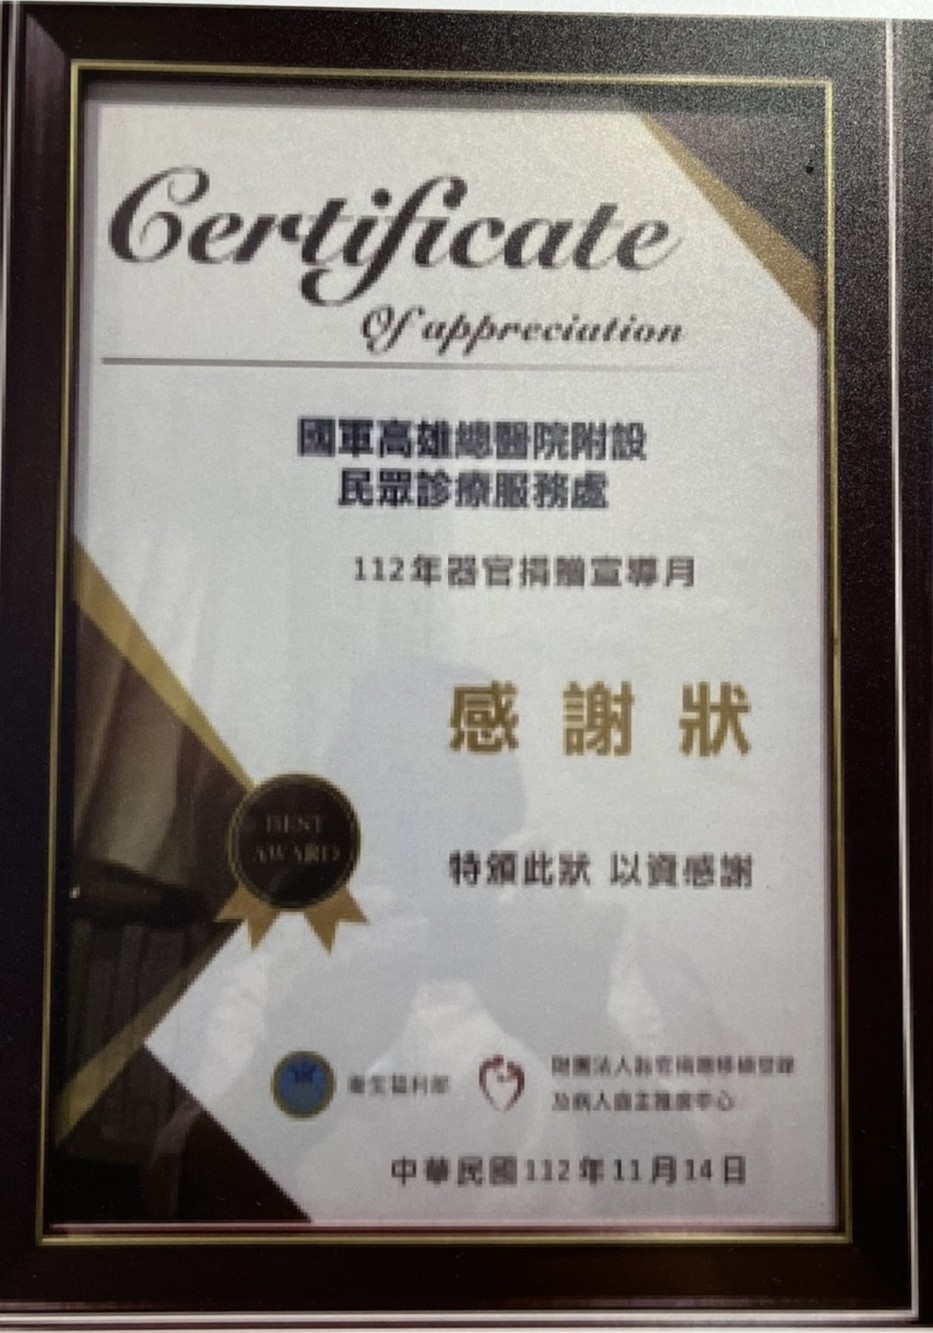 Certificate
Of appreciation
國軍高雄總醫院附設
民眾診療服務處
112年器官捐贈宣導月
感謝狀
BEST
AWARD
特頒此狀 以資感謝
衛生福利部
財團法人器官捐贈移植登錄
及病人自主推廣中心
中華民國112年11月14日